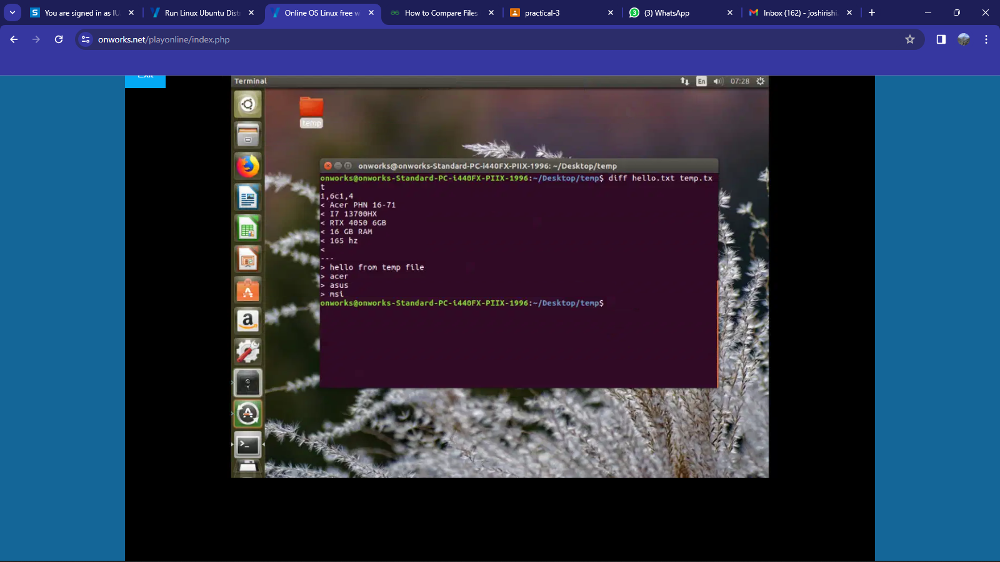 You are signed in as IU
Run Linux Ubuntu Dist
Online OS Linux free w
How to Compare Files
practical-3
(3) WhatsApp
Inbox (162) - joshirishi
onworks.net/playonline/index.php
Exit
Terminal
En
07:28
temp
onworks@onworks-Standard-PC-i440FX-PIIX-1996: ~/Desktop/temp
onworks@onworks-Standard-PC-i440FX-PIIX-1996:~/Desktop/temp$ diff hello.txt temp.tx
t
1,6c1,4
< Acer PHN 16-71
< I7 13700HX
< RTX 4050 6GB
< 16 GB RAM
< 165 hz
<
---
> hello from temp file
> acer
> asus
> msi
onworks@onworks-Standard-PC-i440FX-PIIX-1996:~/Desktop/temp$